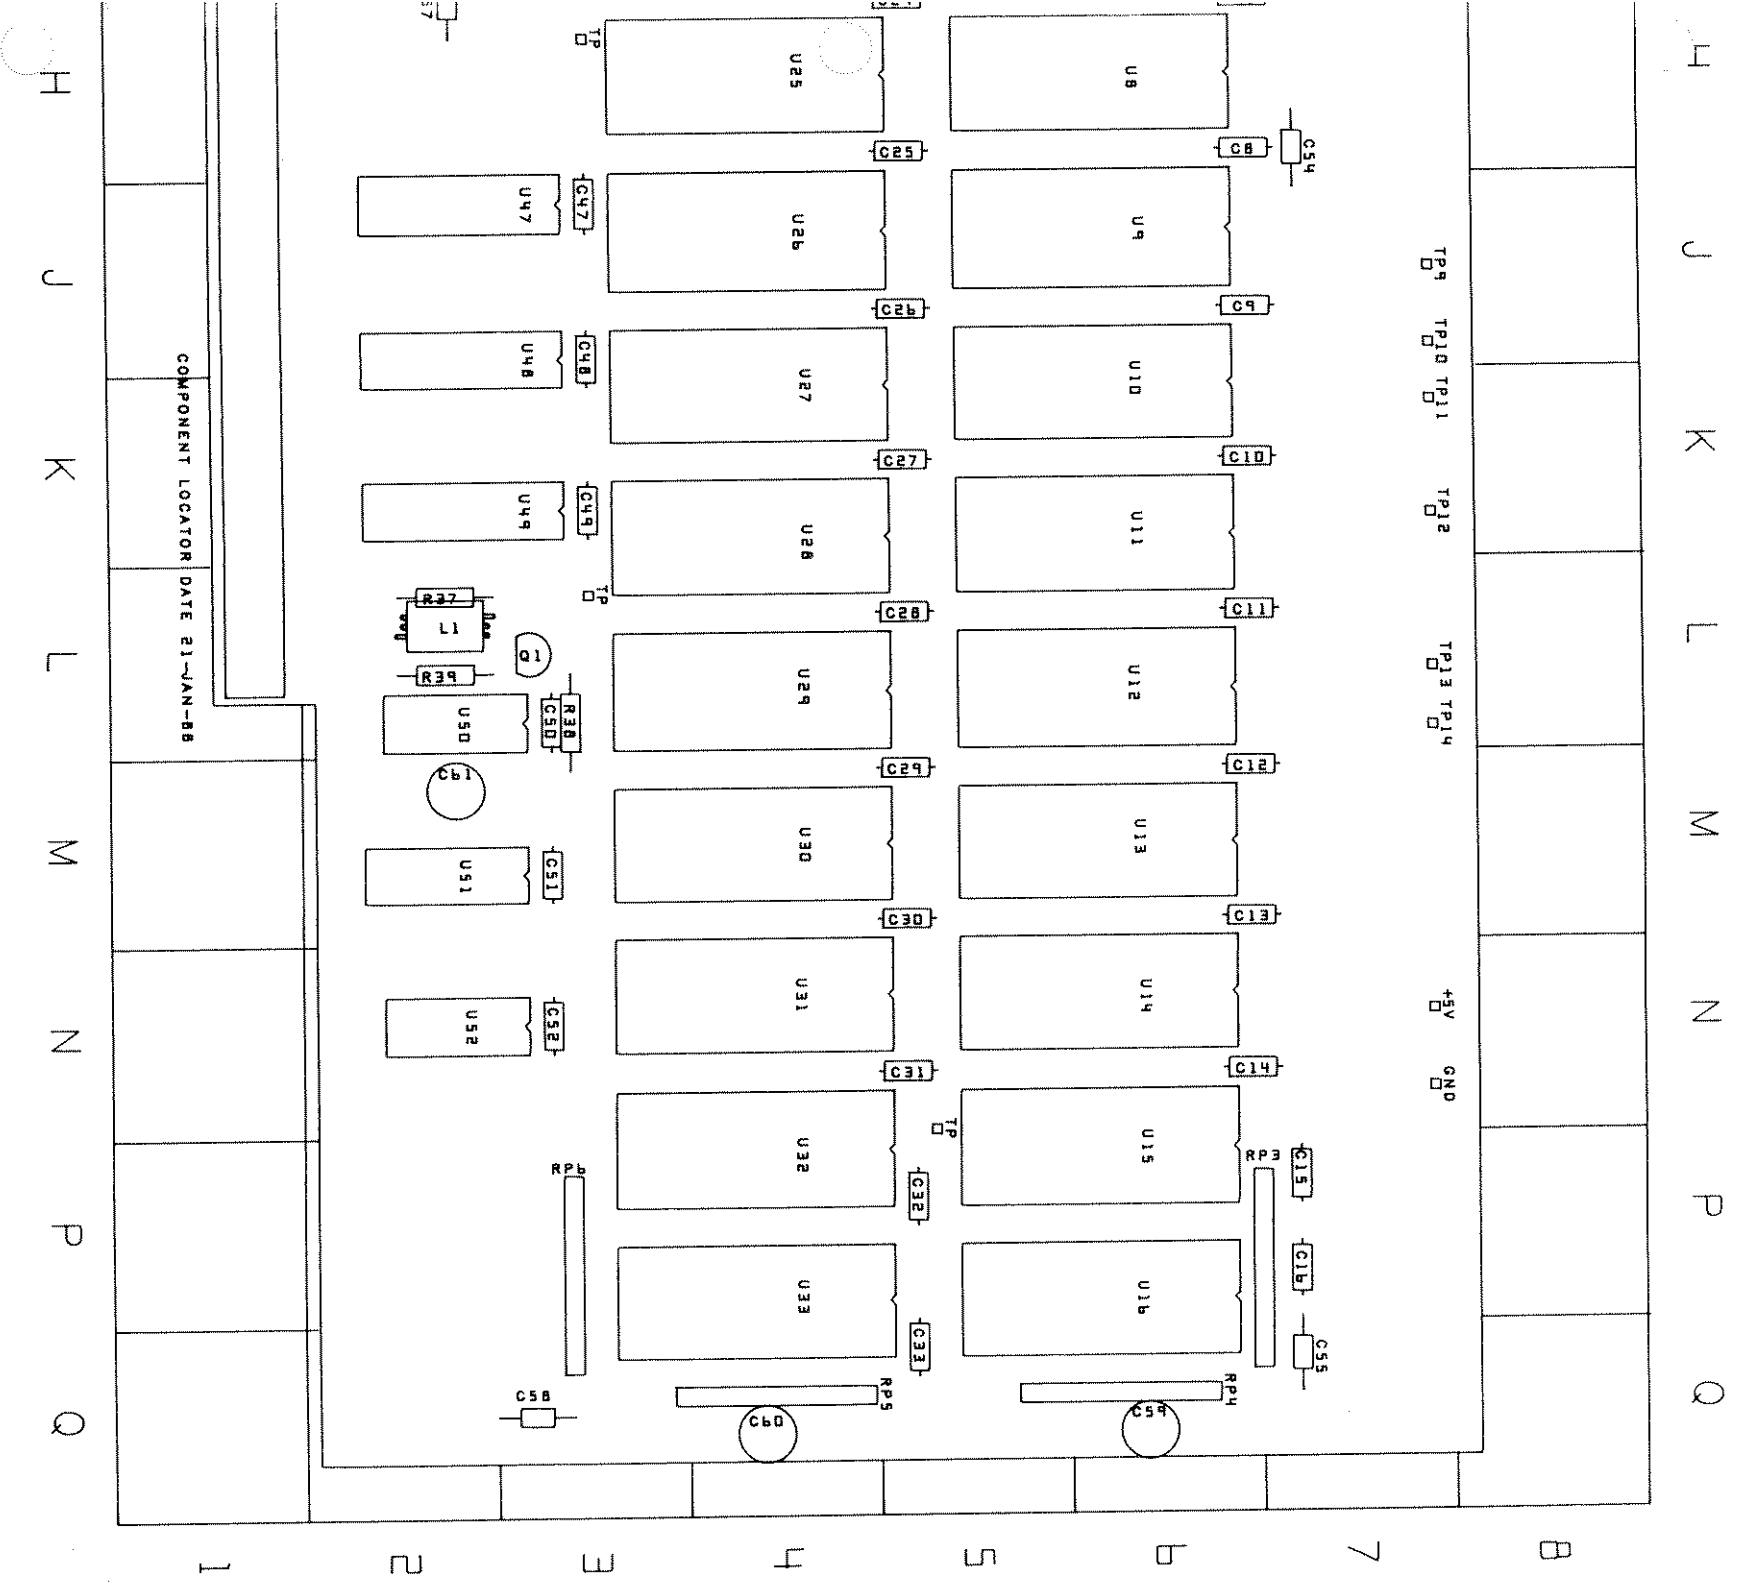 TP
U25
U8
H
H
C25
C8
C54
U47
C47
U26
U9
J
J
TP9
C26
C9
U48
C48
U27
U10
TP10
TP11
K
K
C27
C10
COMPONENT LOCATOR DATE 21-JAN-88
U49
C49
U28
U11
TP12
TP
R37
C28
C11
L1
L
L
Q1
R39
U29
U12
TP13
TP14
U50
C50
R38
C29
C12
C61
M
M
U30
U13
U51
C51
C30
C13
U31
U14
+5V
N
N
U52
C52
C31
C14
GND
TP
U32
U15
RP6
RP3
C15
C32
P
P
U33
U16
C16
C33
C55
RP5
RP4
C58
C60
C59
Q
Q
1
2
3
4
5
6
7
8